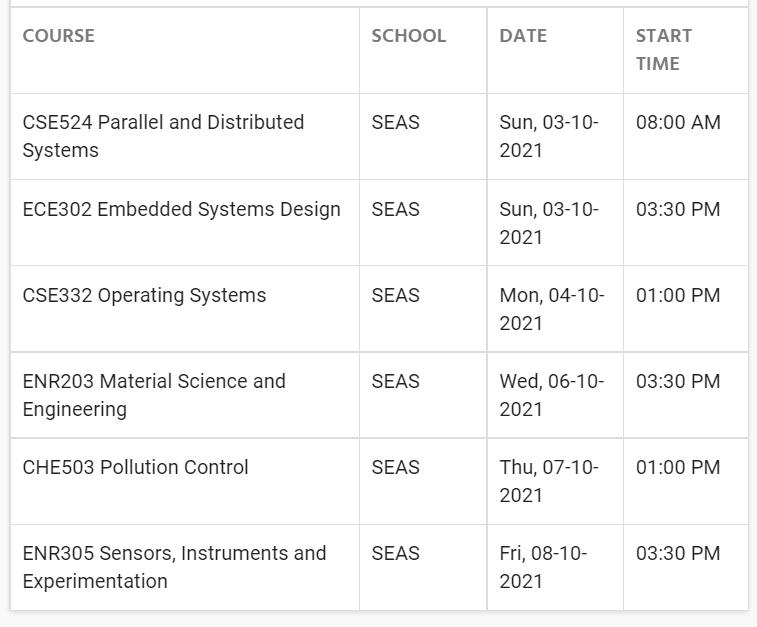 COURSE SCHOOL DATE START
TIME
CSE524 Parallel and Distributed SEAS Sun, 03-10- 08:00 AM
Systems 2021
ECE302 Embedded Systems Design SEAS Sun, 03-10- 03:30 PM
2021
CSE332 Operating Systems SEAS Mon, 04-10- 01:00 PM
2021
ENR203 Material Science and SEAS Wed, 06-10- 03:30 PM
Engineering 2021
CHE503 Pollution Control SEAS Thu, 07-10- 01:00 PM
2021
ENR305 Sensors, Instruments and SEAS Fri, 08-10- 03:30 PM
Experimentation 2021